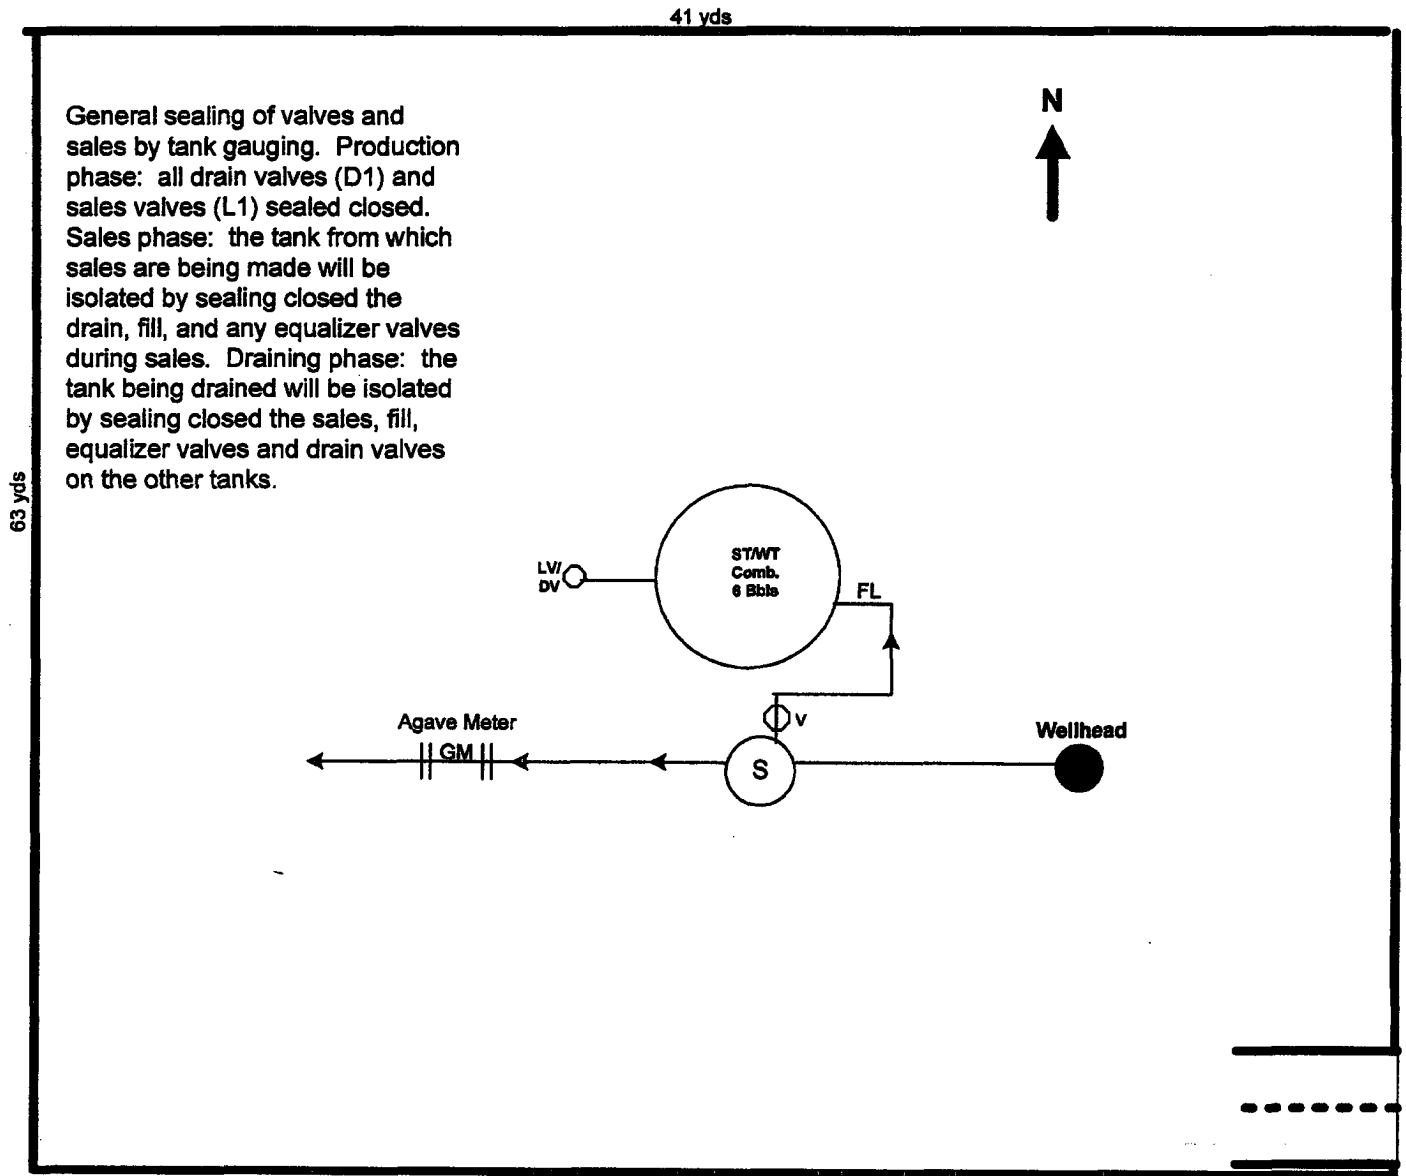 41 yds
General sealing of valves and
sales by tank gauging. Production
phase: all drain valves (D1) and
sales valves (L1) sealed closed.
Sales phase: the tank from which
sales are being made will be
isolated by sealing closed the
drain, fill, and any equalizer valves
during sales. Draining phase: the
tank being drained will be isolated
by sealing closed the sales, fill,
equalizer valves and drain valves
on the other tanks.
N
63 yds
ST/WT
Comb.
6 Bbls
LV/
DV
FL
V
Agave Meter
GM
S
Wellhead